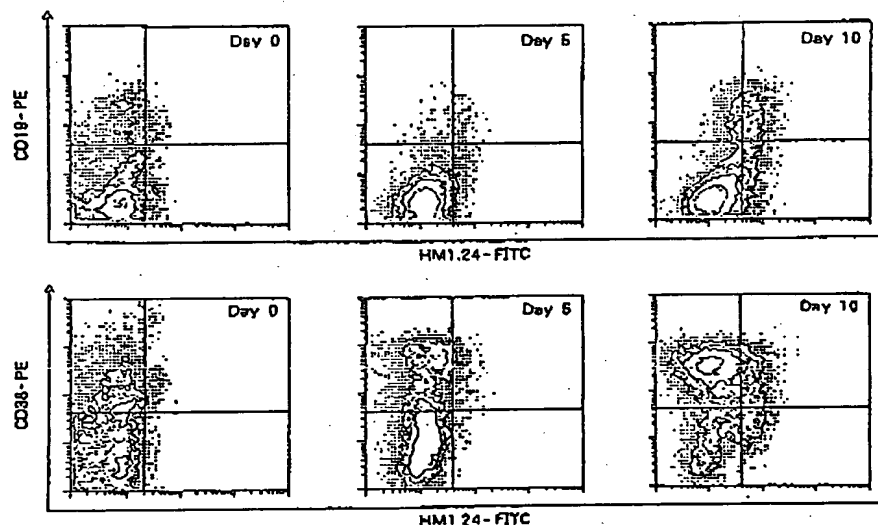 Day 0
Day 5
Day 10
CD19-PE
HM1.24-FITC
Day 0
Day 5
Day 10
CD38-PE
HM1.24-FITC